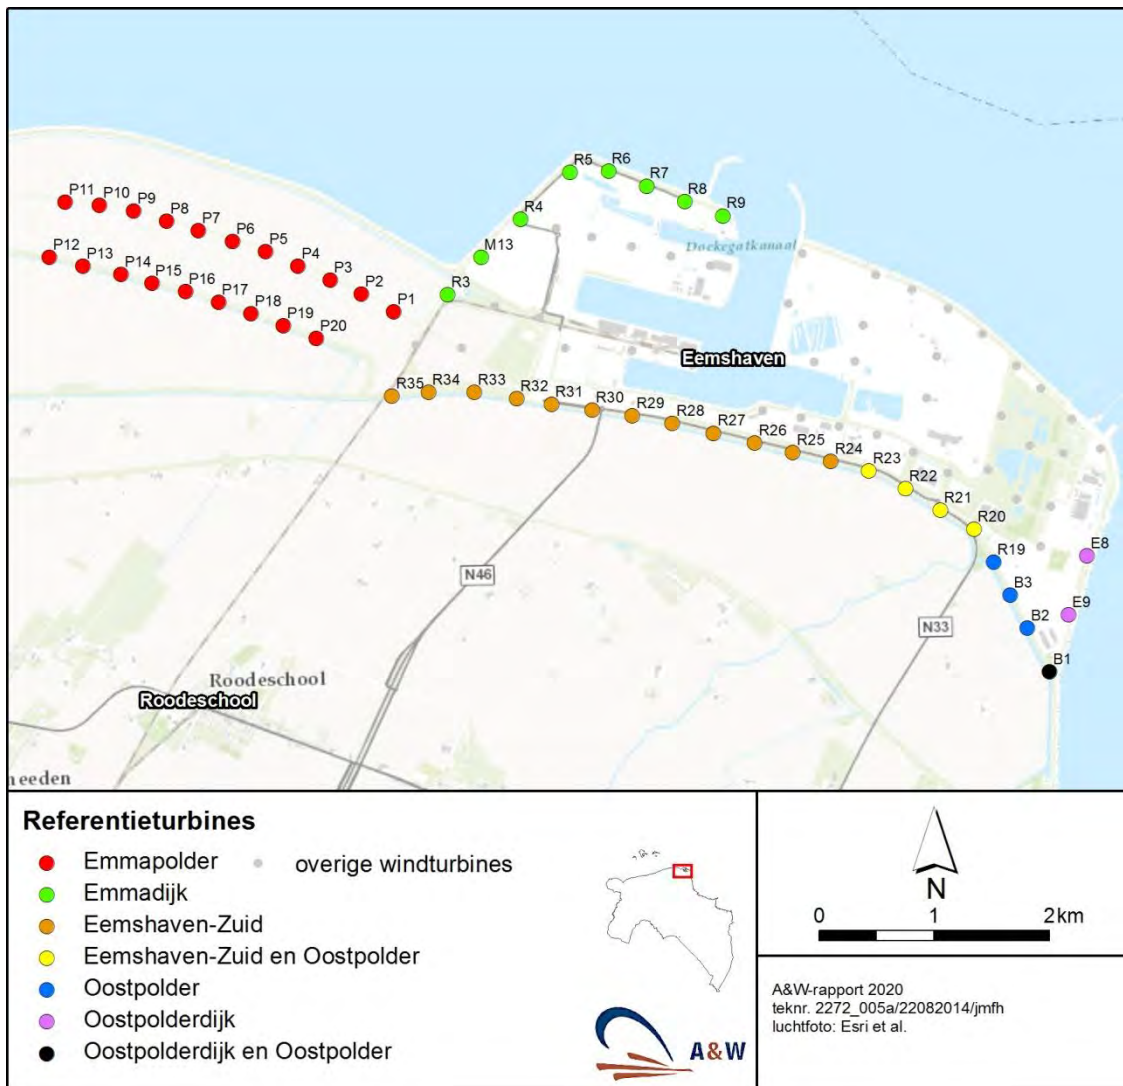 R5
R6
R7
R8
R9
R4
M13
R3
Doekegatkanaal
P11
P10
P9
P8
P7
P6
P5
P4
P3
P2
P1
P12
P13
P14
P15
P16
P17
P18
P19
P20
Eemshaven
R35
R34
R33
R32
R31
R30
R29
R28
R27
R26
R25
R24
R23
R22
R21
R20
R19
B3
B2
B1
E8
E9
N46
N33
Roodeschool
Roodeschool
Referentieturbines
Emmapolder
overige windturbines
Emmadijk
Eemshaven-Zuid
Eemshaven-Zuid en Oostpolder
Oostpolder
Oostpolderdijk
Oostpolderdijk en Oostpolder
A&W
N
0 1 2 km
A&W-rapport 2020
teknr. 2272_005a/22082014/jmfh
luchtfoto: Esri et al.